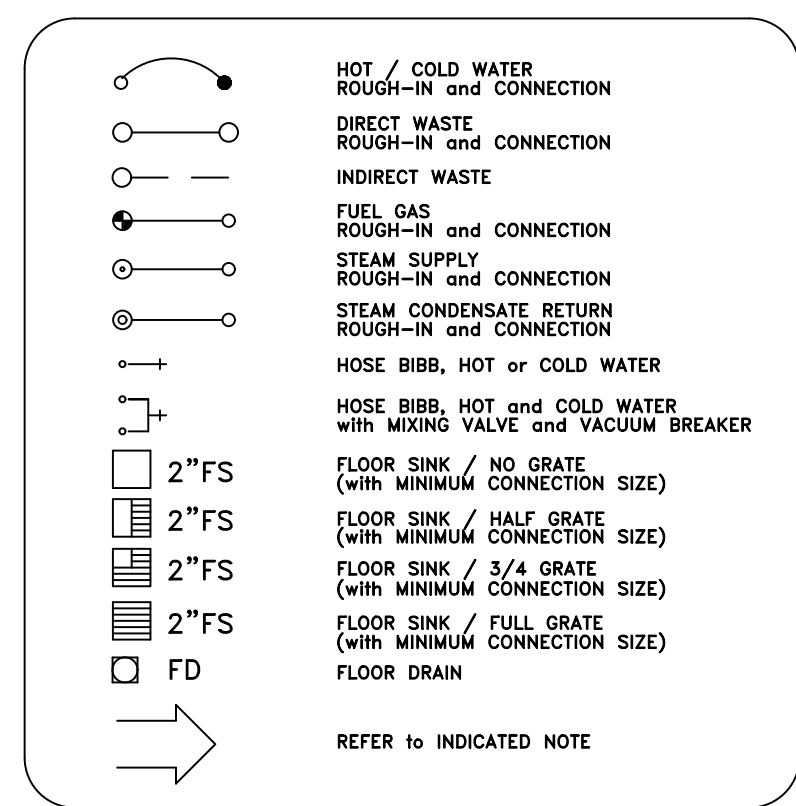 HOT / COLD WATER
ROUGH-IN and CONNECTION
DIRECT WASTE
ROUGH-IN and CONNECTION
INDIRECT WASTE
FUEL GAS
ROUGH-IN and CONNECTION
STEAM SUPPLY
ROUGH-IN and CONNECTION
STEAM CONDENSATE RETURN
ROUGH-IN and CONNECTION
HOSE BIBB, HOT or COLD WATER
HOSE BIBB, HOT and COLD WATER
with MIXING VALVE and VACUUM BREAKER
2”FS
FLOOR SINK / NO GRATE
(with MINIMUM CONNECTION SIZE)
2”FS
FLOOR SINK / HALF GRATE
(with MINIMUM CONNECTION SIZE)
2”FS
FLOOR SINK / 3/4 GRATE
(with MINIMUM CONNECTION SIZE)
2”FS
FLOOR SINK / FULL GRATE
(with MINIMUM CONNECTION SIZE)
FD
FLOOR DRAIN
REFER to INDICATED NOTE